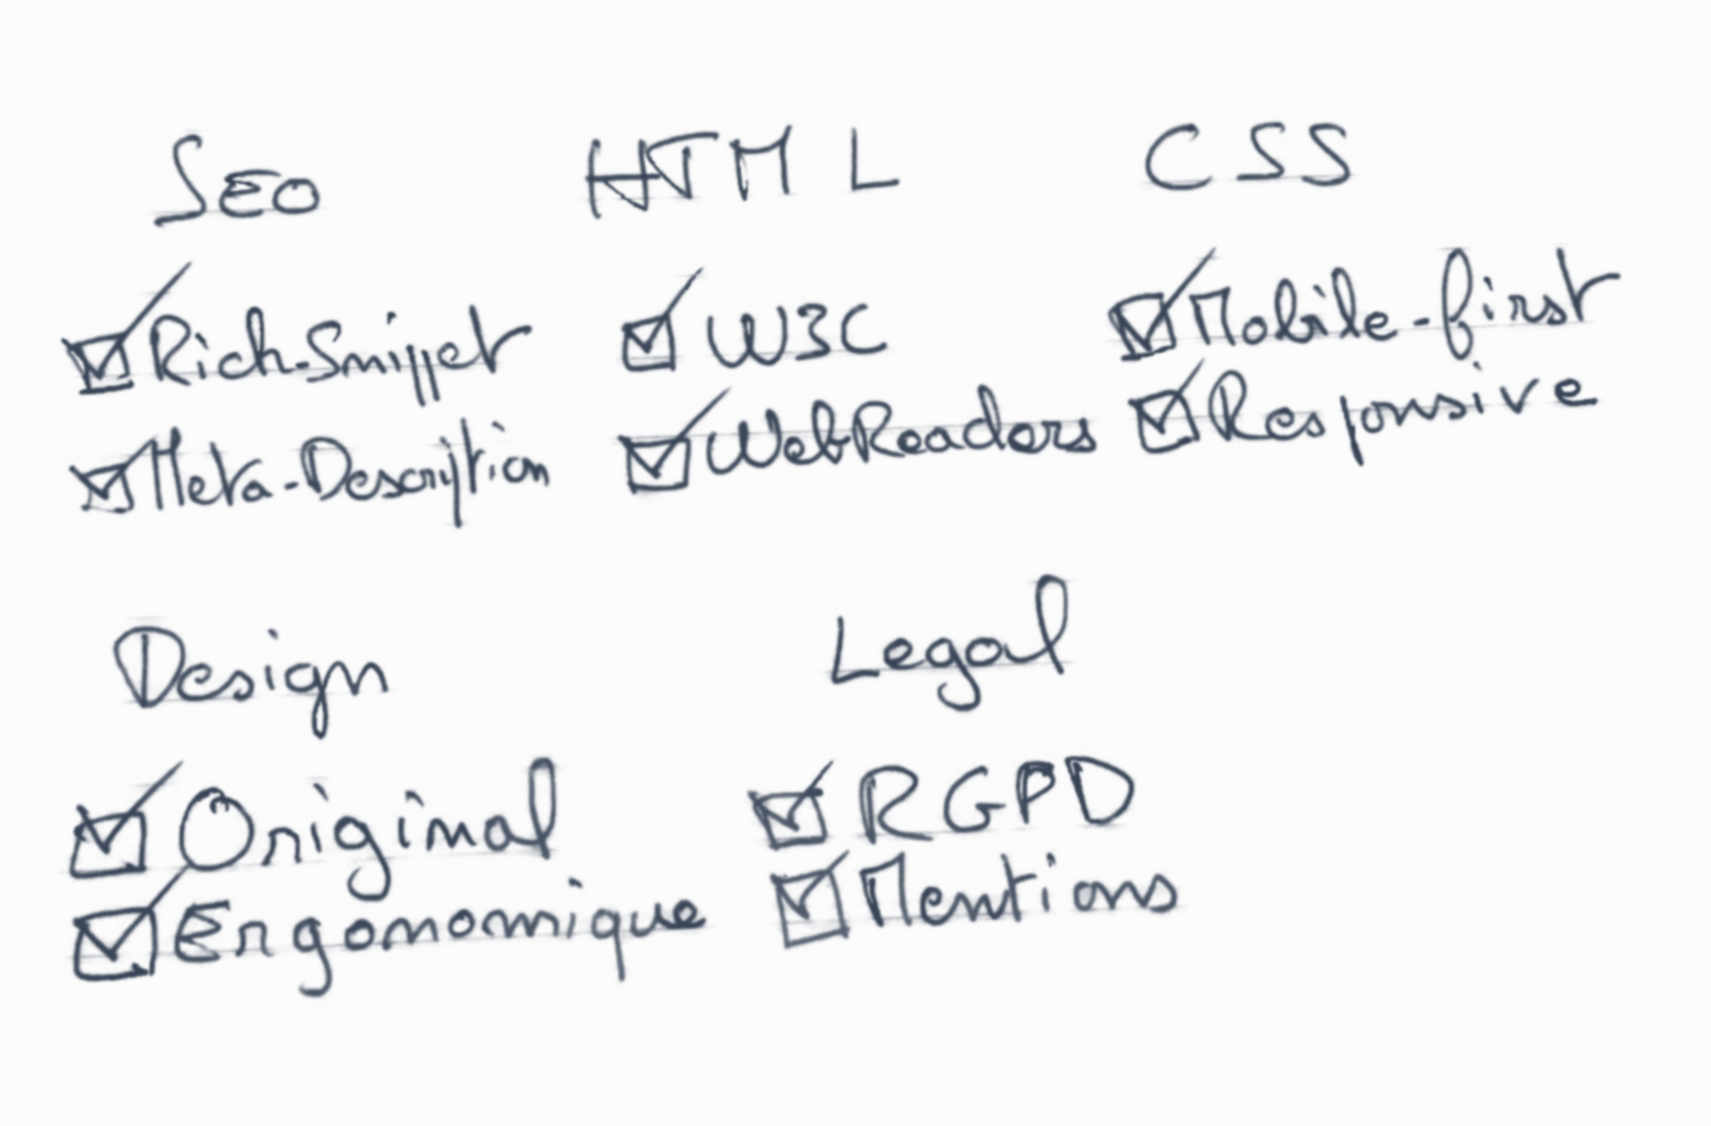 SEO HTML CSS
☑ Rich-Snippet ☑ W3C ☑ Mobile-first
☑ Meta-Description ☑ WebReaders ☑ Responsive
Design Legal
☑ Original ☑ RGPD
☑ Ergonomique ☑ Mentions